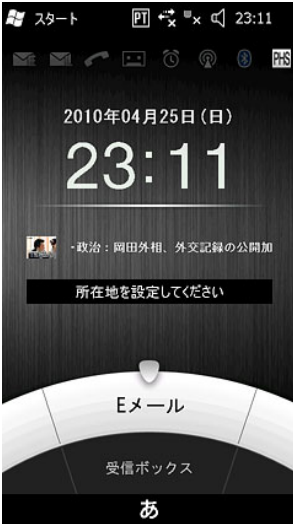 スタート PT 23:11
PHS
2010年04月25日(日)
23:11
・政治：岡田外相、外交記録の公開加
所在地を設定してください
Eメール
受信ボックス
あ